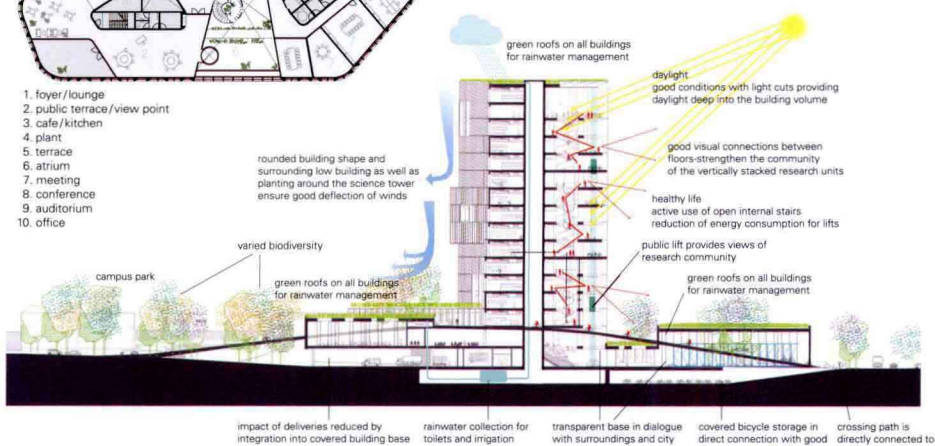 1. foyer/lounge
2. public terrace/view point
3. cafe/kitchen
4. plant
5. terrace
6. atrium
7. meeting
8. conference
9. auditorium
10. office
green roofs on all buildings
for rainwater management
daylight
good conditions with light cuts providing
daylight deep into the building volume
rounded building shape and
surrounding low building as well as
planting around the science tower
ensure good deflection of winds
good visual connections between
floors-strengthen the community
of the vertically stacked research units
healthy life
active use of open internal stairs
reduction of energy consumption for lifts
varied biodiversity
public lift provides views of
research community
campus park
green roofs on all buildings
for rainwater management
green roofs on all buildings
for rainwater management
impact of deliveries reduced by
integration into covered building base
rainwater collection for
toilets and irrigation
transparent base in dialogue
with surroundings and city
covered bicycle storage in
direct connection with good
crossing path is
directly connected to